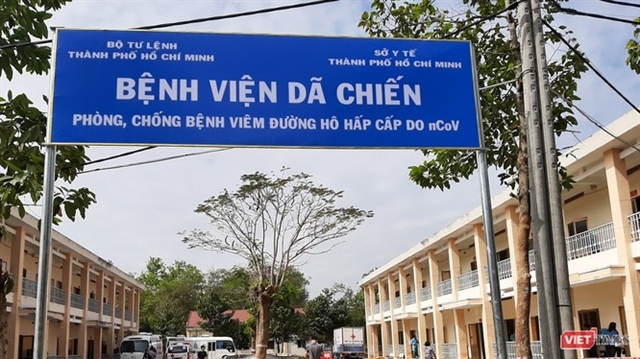 BỘ TƯ LỆNH
THÀNH PHỐ HỒ CHÍ MINH
SỞ Y TẾ
THÀNH PHỐ HỒ CHÍ MINH
BỆNH VIỆN DÃ CHIẾN
PHÒNG, CHỐNG BỆNH VIÊM ĐƯỜNG HÔ HẤP CẤP DO nCoV
VIETTIMES